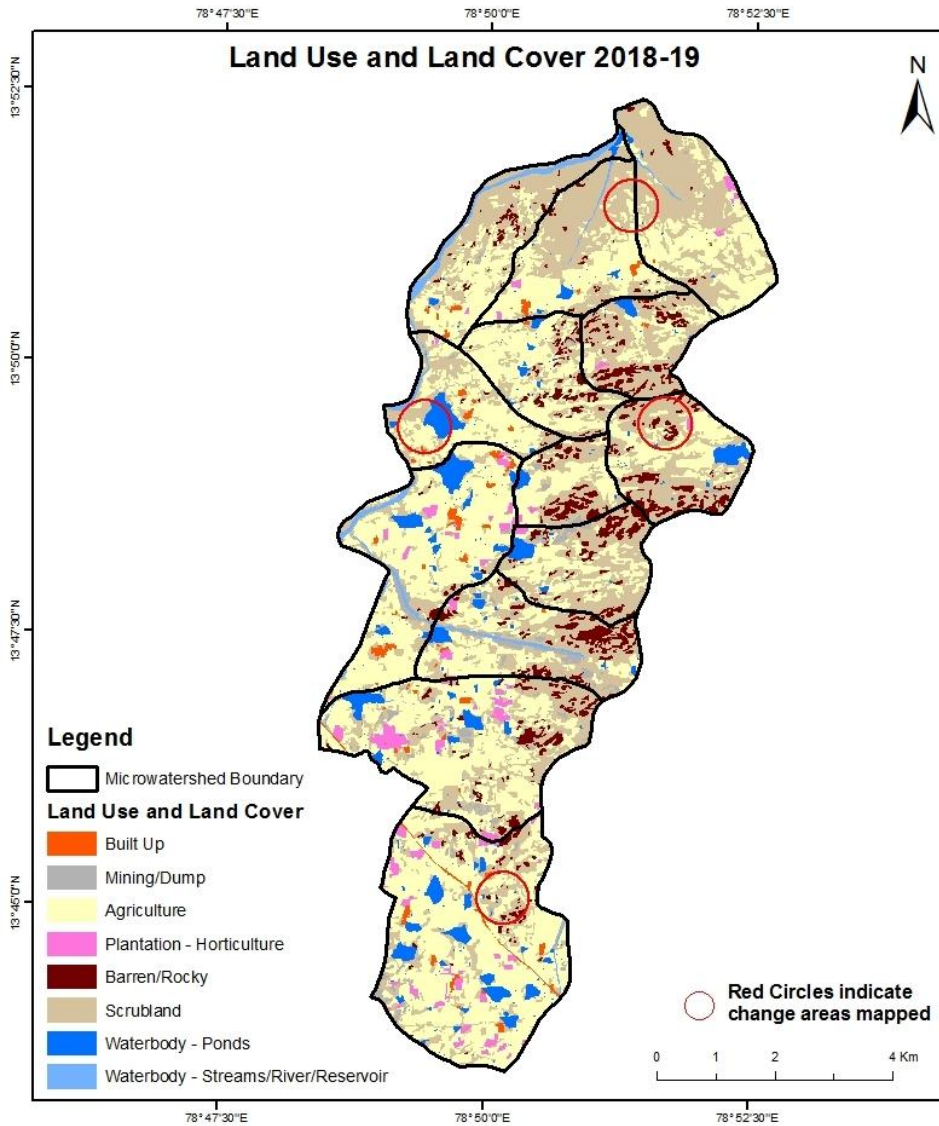 78°47'30"E 78°50'0"E 78°52'30"E
Land Use and Land Cover 2018-19
N
13°52'30"N
13°50'0"N
13°47'30"N
13°45'0"N
Legend
Microwatershed Boundary
Land Use and Land Cover
Built Up
Mining/Dump
Agriculture
Plantation - Horticulture
Barren/Rocky
Scrubland
Waterbody - Ponds
Waterbody - Streams/River/Reservoir
Red Circles indicate
change areas mapped
0 1 2 4 Km
78°47'30"E 78°50'0"E 78°52'30"E